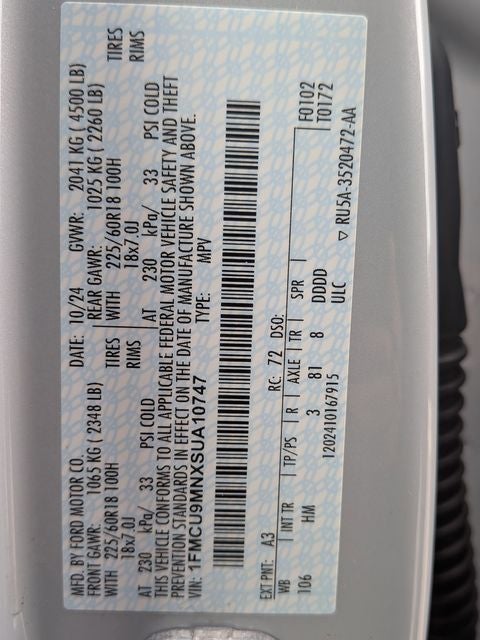 MFD. BY FORD MOTOR CO.
DATE: 10/24 GVWR: 2041 KG ( 4500 LB)
FRONT GAWR: 1065 KG ( 2348 LB) REAR GAWR: 1025 KG ( 2260 LB)
WITH 225/60R18 100H TIRES WITH 225/60R18 100H TIRES
18x7.0J RIMS 18x7.0J RIMS
AT 230 kPa/ 33 PSI COLD AT 230 kPa/ 33 PSI COLD
THIS VEHICLE CONFORMS TO ALL APPLICABLE FEDERAL MOTOR VEHICLE SAFETY AND THEFT
PREVENTION STANDARDS IN EFFECT ON THE DATE OF MANUFACTURE SHOWN ABOVE.
VIN: 1FMCU9MNXSUA10747 TYPE: MPV
F0102
T0172
EXT PNT: A3 RC: 72 DSO:
WB INT TR TP/PS R AXLE TR SPR
106 HM 3 81 8 DDDD
ULC
1202410167915 ▽ RU5A-3520472-AA